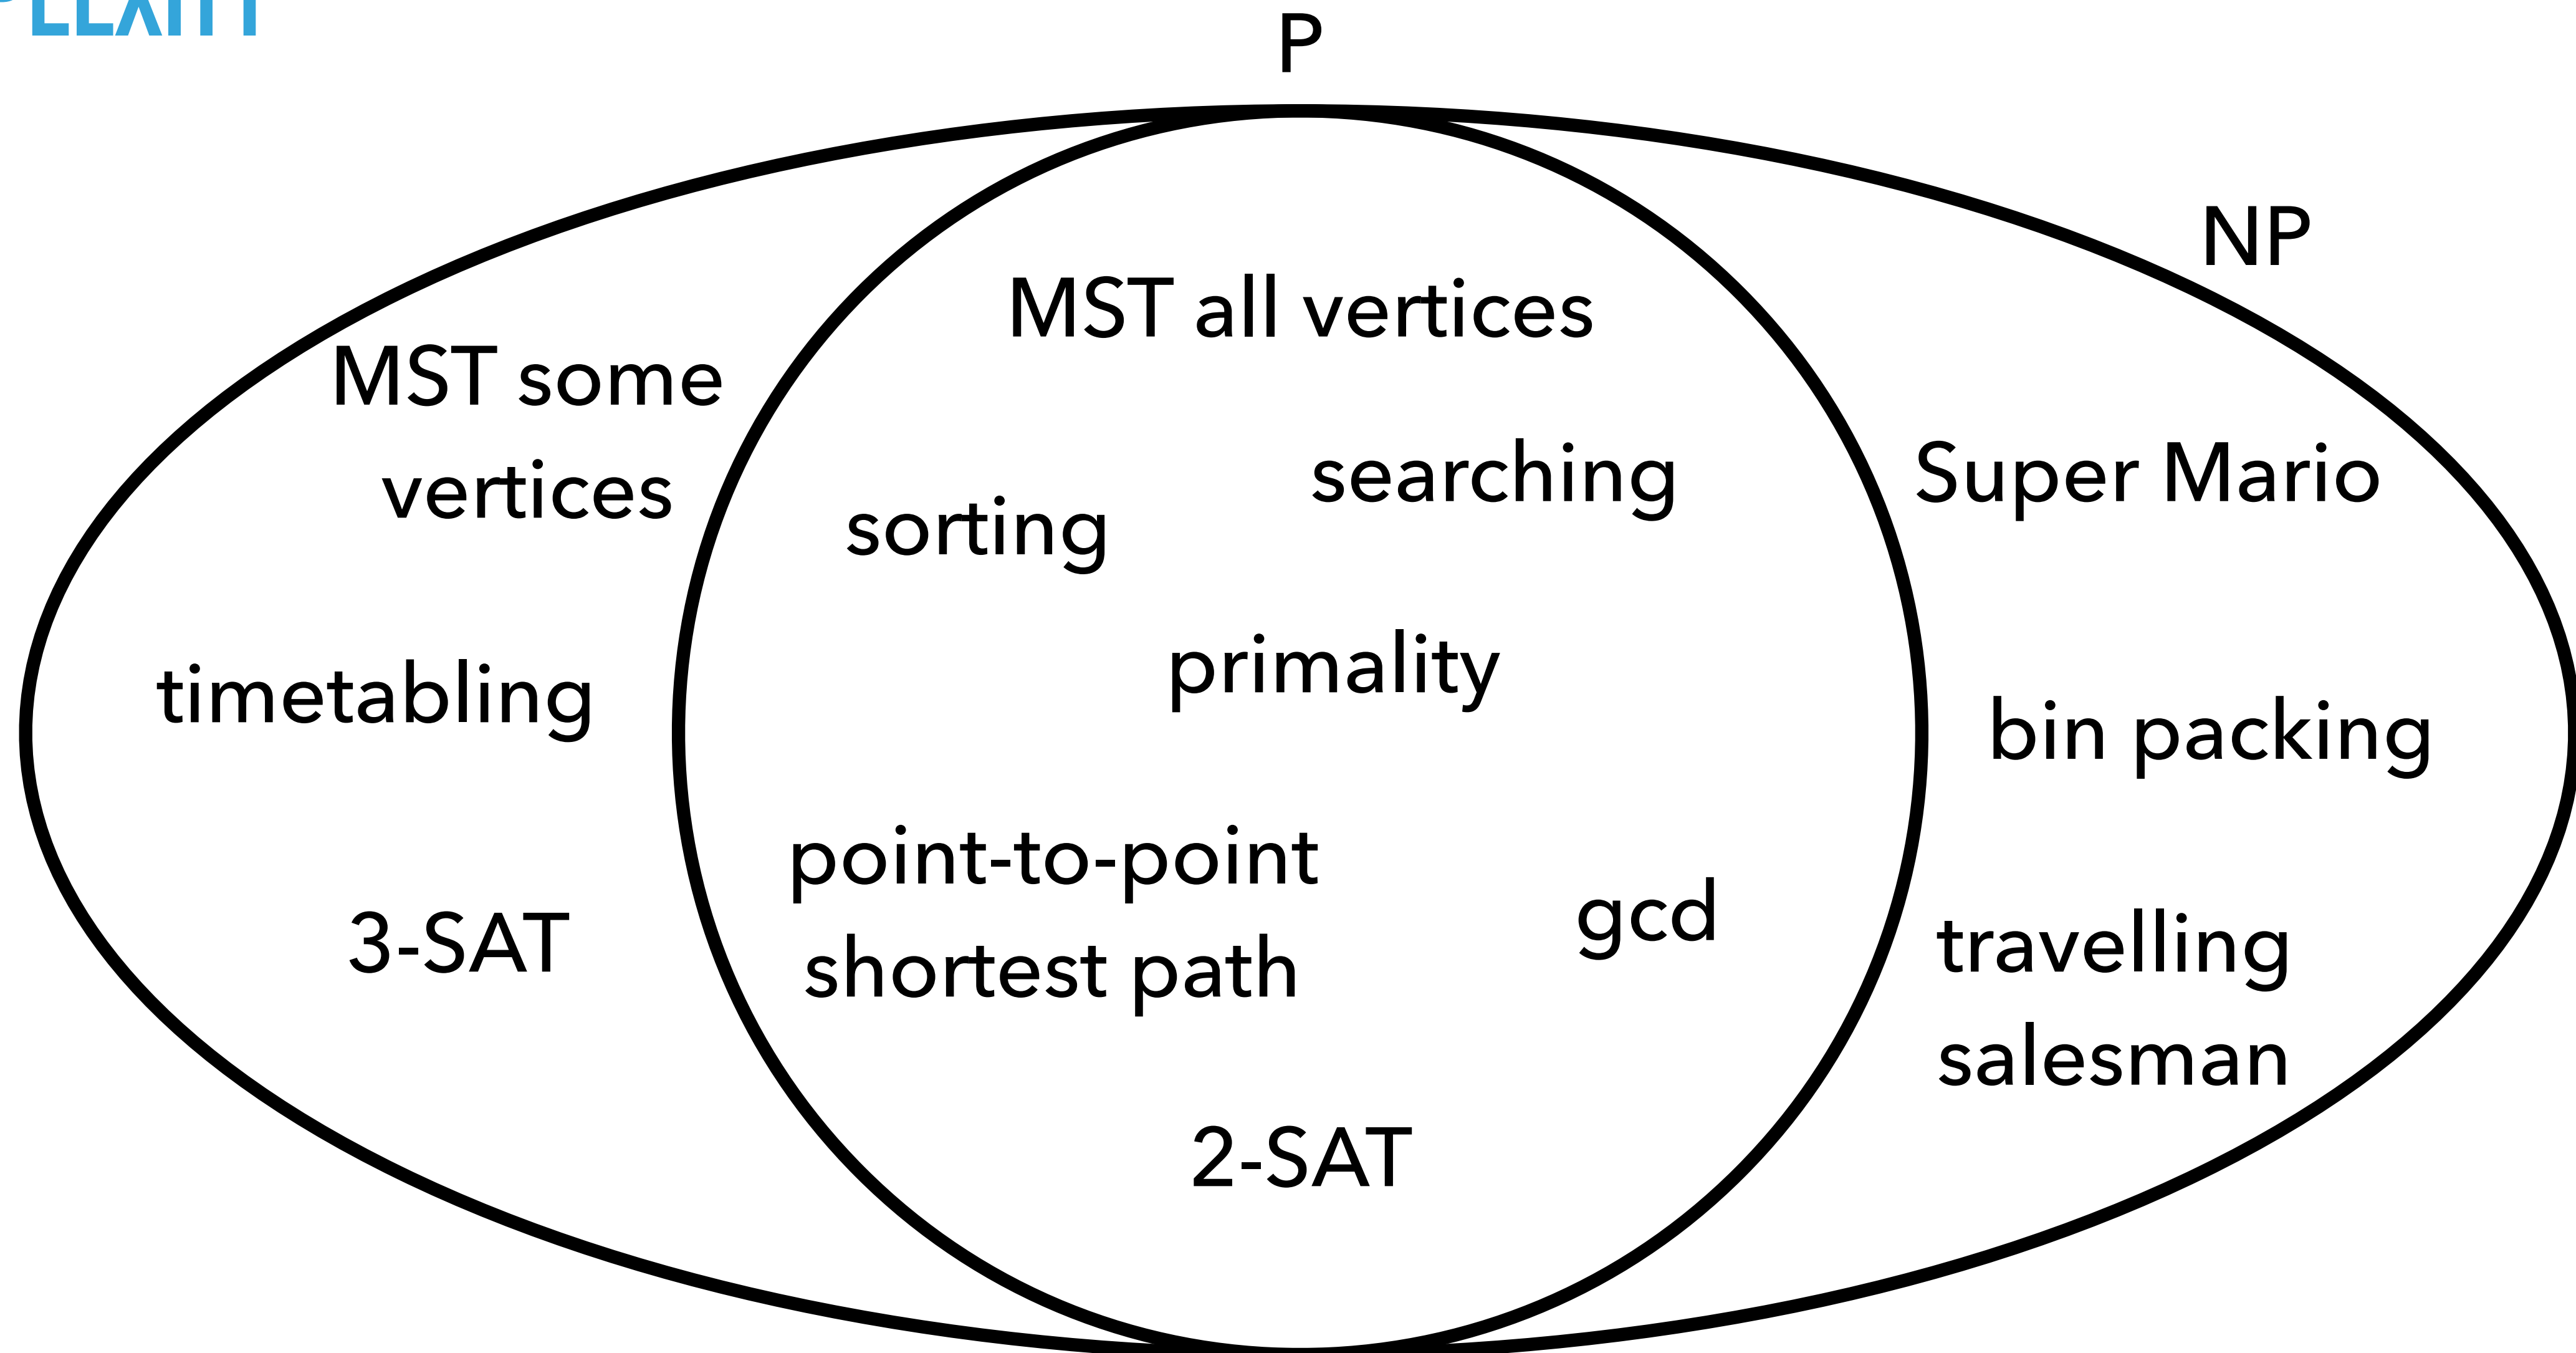 PLEXITY
P
NP
MST all vertices
MST some
vertices
searching
Super Mario
sorting
primality
timetabling
bin packing
point-to-point
shortest path
gcd
3-SAT
travelling
salesman
2-SAT